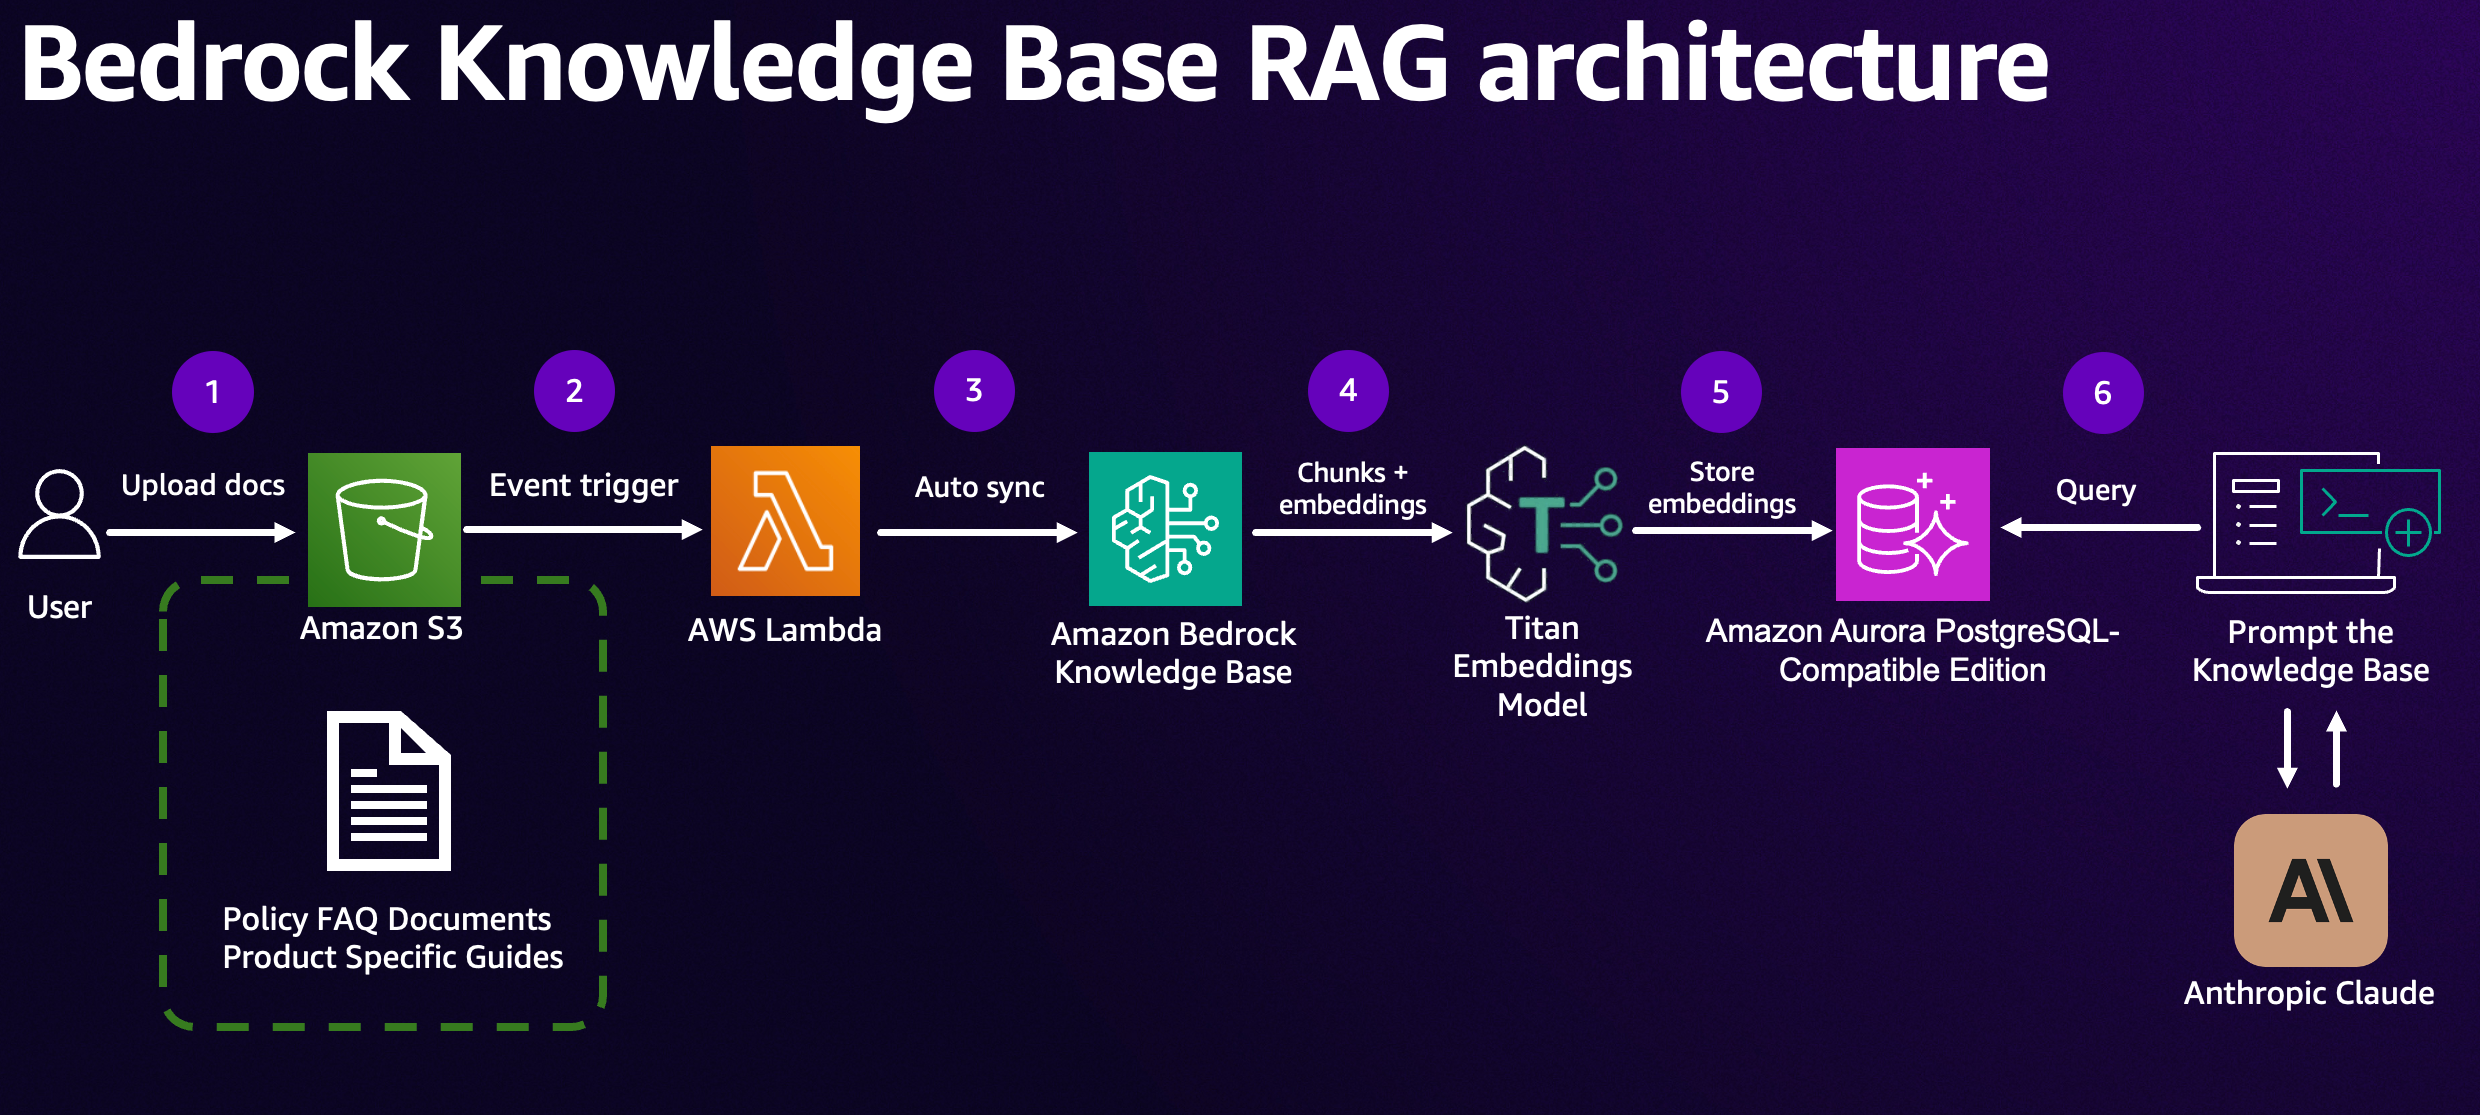 Bedrock Knowledge Base RAG architecture
1
2
3
4
5
6
Upload docs
Event trigger
Auto sync
Chunks +
embeddings
Store
embeddings
Query
User
Amazon S3
AWS Lambda
Amazon Bedrock
Knowledge Base
T
Titan
Embeddings
Model
Amazon Aurora PostgreSQL-
Compatible Edition
Prompt the
Knowledge Base
Policy FAQ Documents
Product Specific Guides
A\
Anthropic Claude